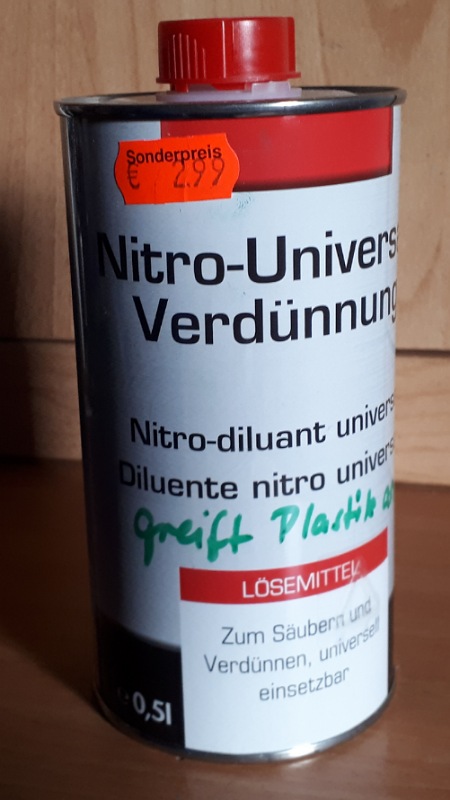 Sonderpreis
€ 2.99
Nitro-Univers
Verdünnung
Nitro-diluant univers
Diluente nitro univers
greift Plastik
LÖSEMITTEL
Zum Säubern und
Verdünnen, universell
einsetzbar
0,5l